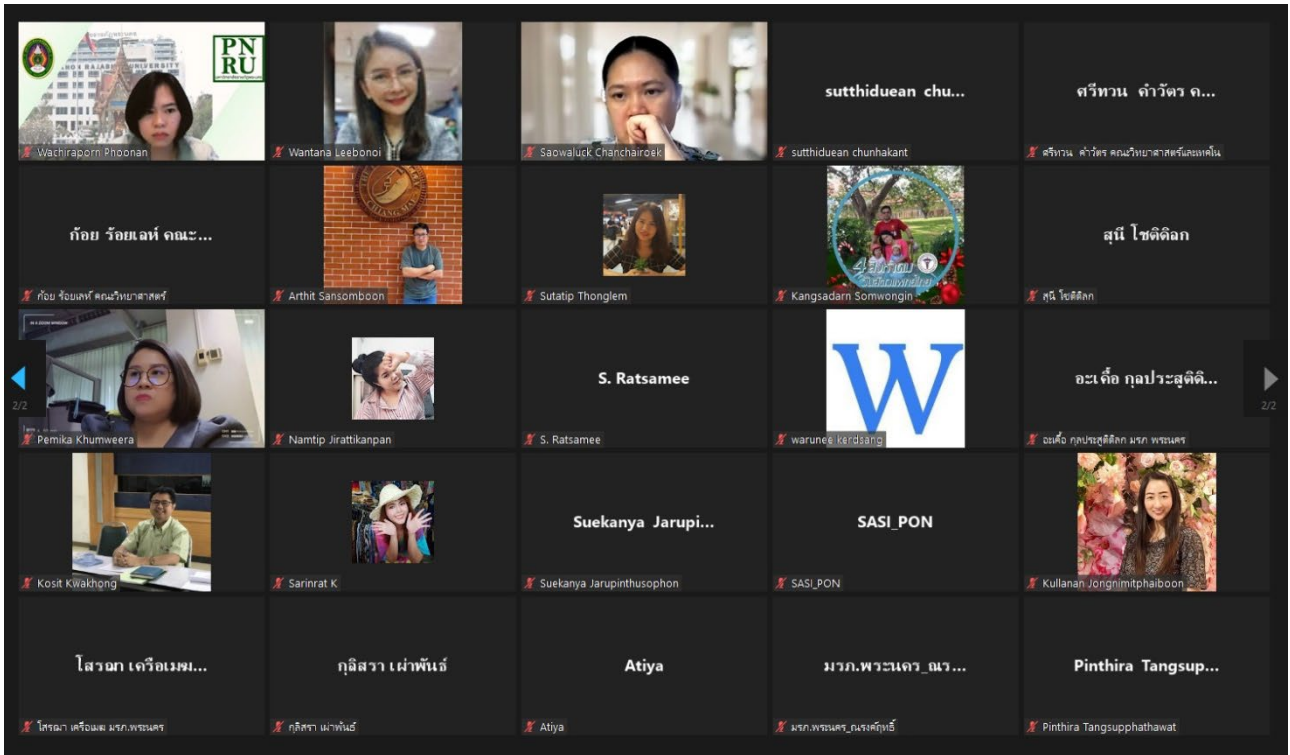 PN
RU
Wachiraporn Phoonan
Wantana Leebonoi
Saowaluck Chanchairoek
sutthiduean chu...
sutthiduean chunhakant
ศรีทวน คำวัตร ค...
ศรีทวน คำวัตร คณะวิทยาศาสตร์และเทคโน
ก้อย ร้อยเลห์ คณะ...
ก้อย ร้อยเลห์ คณะวิทยาศาสตร์
CHIANGMAI
Arthit Sansomboon
Sutatip Thonglem
4 สิงหาคม
Kangsadarn Somwongin
สุนี โชติดิลก
สุนี โชติดิลก
2/2
IN A ZOOM WINDOW
Pemika Khumweera
Namtip Jirattikanpan
S. Ratsamee
S. Ratsamee
W
warunee kerdsang
อะเคื้อ กุลประสูติดิ...
อะเคื้อ กุลประสูติดิลก มรภ พระนคร
2/2
Kosit Kwakhong
Sarinrat K
Suekanya Jarupi...
Suekanya Jarupinthusophon
SASI_PON
SASI_PON
Kullanan Jongnimitphaiboon
โสรฌา เครือเมฆ...
โสรฌา เครือเมฆ มรภ.พระนคร
กุลิสรา เผ่าพันธ์
กุลิสรา เผ่าพันธ์
Atiya
Atiya
มรภ.พระนคร_ณร...
มรภ.พระนคร_ณรงค์ฤทธิ์
Pinthira Tangsup...
Pinthira Tangsupphathawat